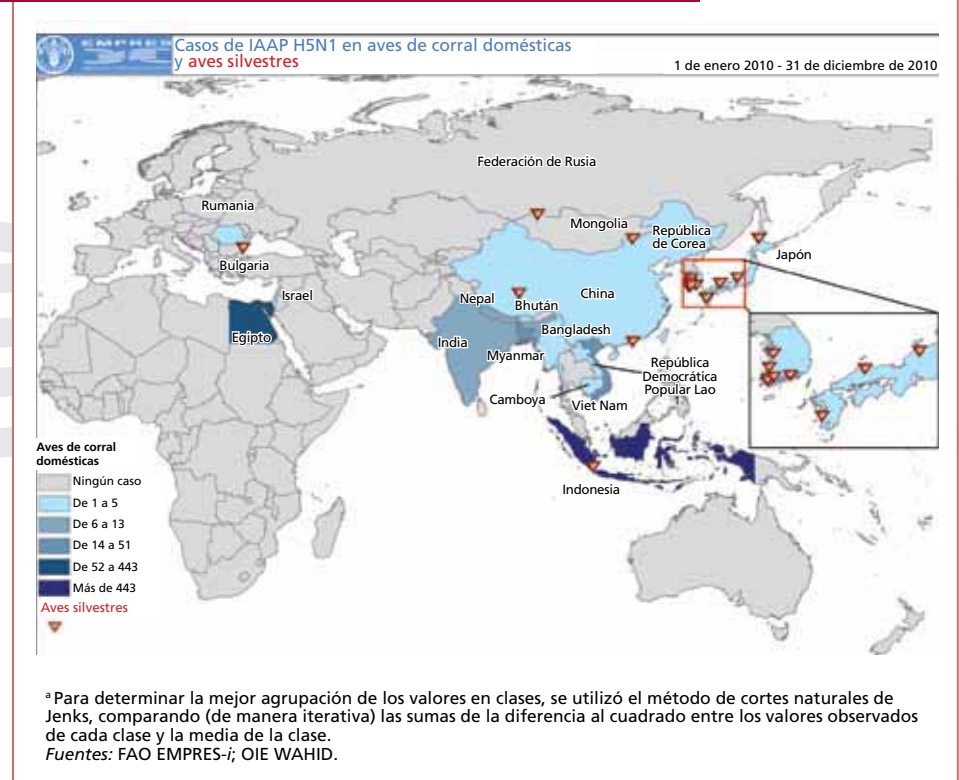 EMPRES
Casos de IAAP H5N1 en aves de corral domésticas
y aves silvestres
1 de enero 2010 - 31 de diciembre de 2010
Federación de Rusia
Rumania
Mongolia
República
de Corea
Japón
Bulgaria
Israel
Nepal
Bhután
China
Egipto
India
Bangladesh
Myanmar
República
Democrática
Popular Lao
Camboya
Viet Nam
Indonesia
Aves de corral
domésticas
Ningún caso
De 1 a 5
De 6 a 13
De 14 a 51
De 52 a 443
Más de 443
Aves silvestres
ª Para determinar la mejor agrupación de los valores en clases, se utilizó el método de cortes naturales de
Jenks, comparando (de manera iterativa) las sumas de la diferencia al cuadrado entre los valores observados
de cada clase y la media de la clase.
Fuentes: FAO EMPRES-i; OIE WAHID.